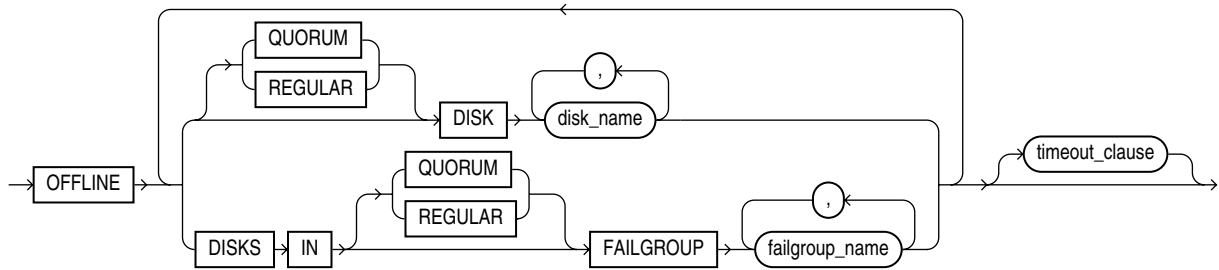 QUORUM
REGULAR
,
DISK disk_name
timeout_clause
OFFLINE
QUORUM
REGULAR
,
DISKS IN FAILGROUP failgroup_name